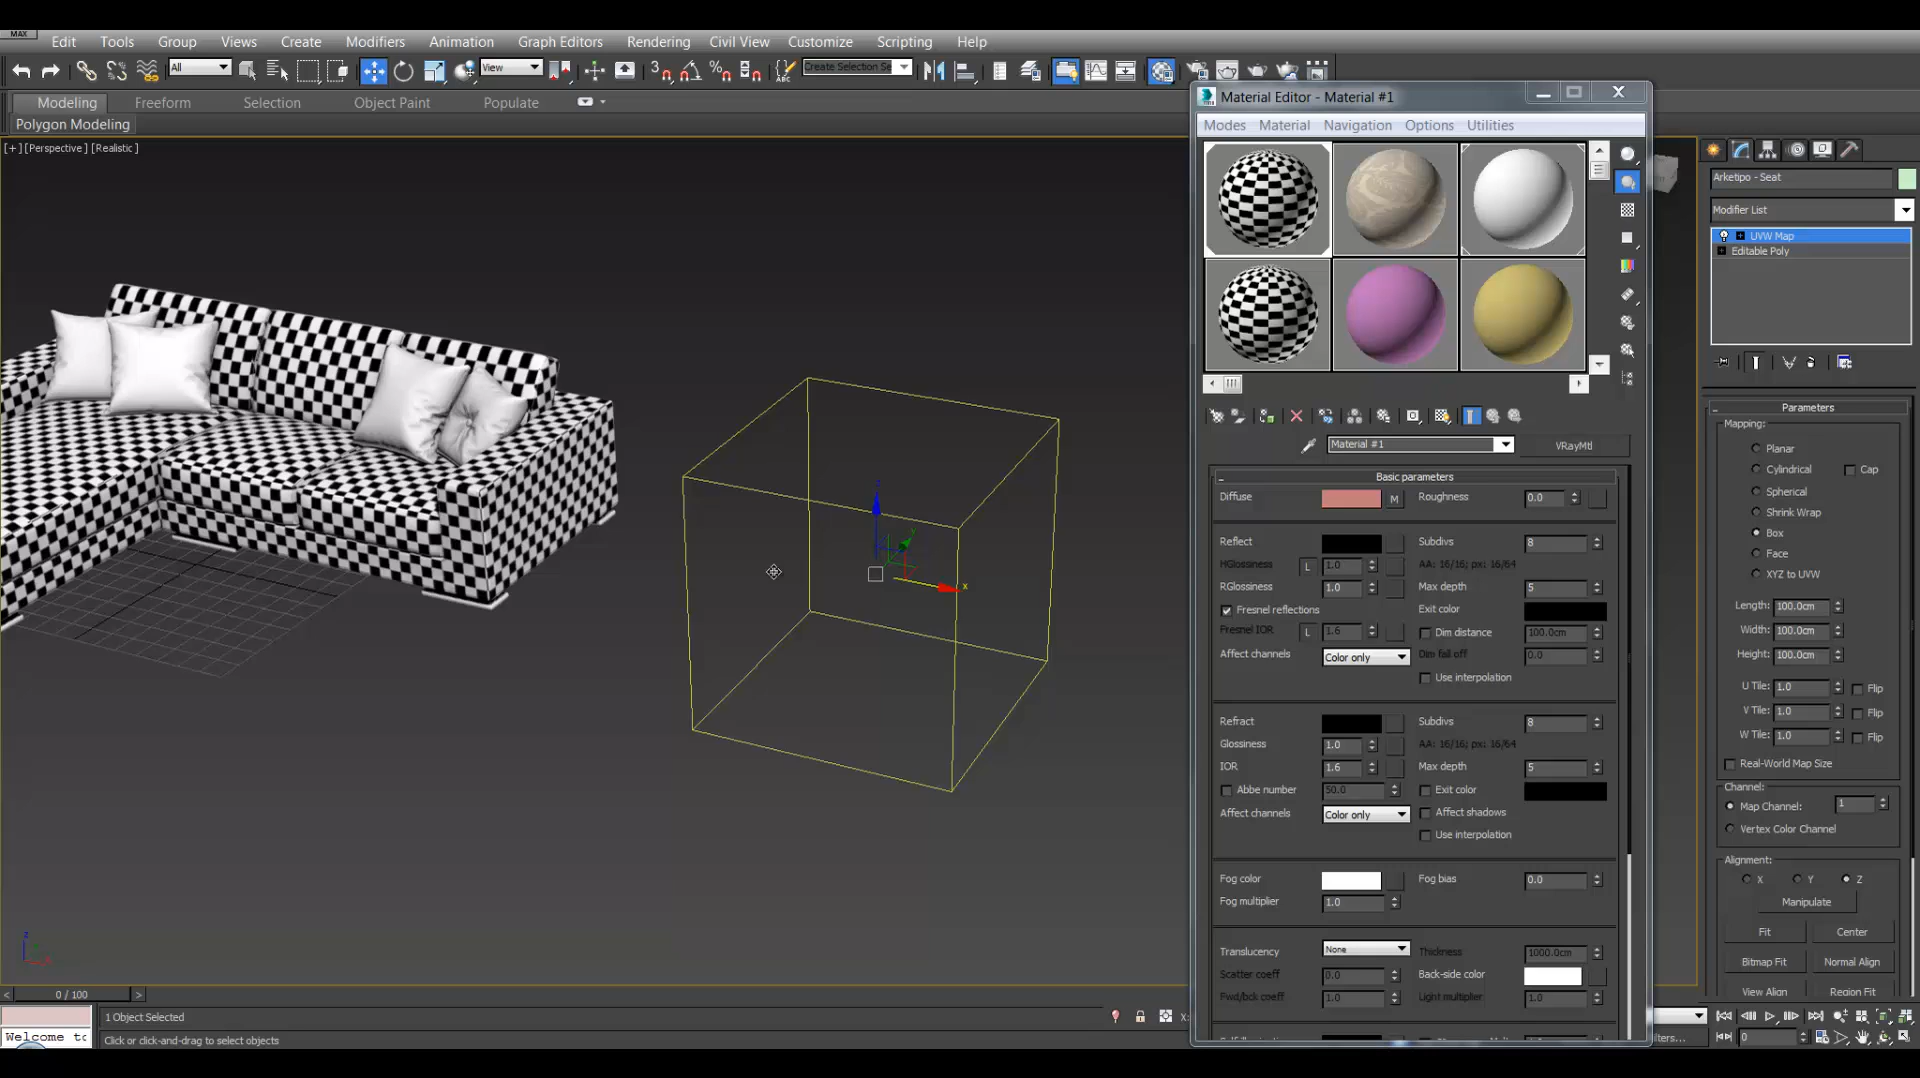 MAX
Edit Tools Group Views Create Modifiers Animation Graph Editors Rendering Civil View Customize Scripting Help
All View Create Selection Se
Modeling Freeform Selection Object Paint Populate
Polygon Modeling
[+] [Perspective] [Realistic]
Material Editor - Material #1
Modes Material Navigation Options Utilities
Material #1 VRayMtl
Basic parameters
Diffuse M Roughness 0.0
Reflect Subdivs 8
HGlossiness L 1.0 AA: 16/16; px: 16/64
RGlossiness 1.0 Max depth 5
Fresnel reflections Exit color
Fresnel IOR L 1.6 Dim distance 100.0cm
Affect channels Color only Dim fall off 0.0
Use interpolation
Refract Subdivs 8
Glossiness 1.0 AA: 16/16; px: 16/64
IOR 1.6 Max depth 5
Abbe number 50.0 Exit color
Affect channels Color only Affect shadows
Use interpolation
Fog color Fog bias 0.0
Fog multiplier 1.0
Translucency None Thickness 1000.0cm
Scatter coeff 0.0 Back-side color
Fwd/bck coeff 1.0 Light multiplier 1.0
Arketipo - Seat
Modifier List
UVW Map
Editable Poly
Parameters
Mapping:
Planar
Cylindrical Cap
Spherical
Shrink Wrap
Box
Face
XYZ to UVW
Length: 100.0cm
Width: 100.0cm
Height: 100.0cm
U Tile: 1.0 Flip
V Tile: 1.0 Flip
W Tile: 1.0 Flip
Real-World Map Size
Channel:
Map Channel: 1
Vertex Color Channel
Alignment:
X Y Z
Manipulate
Fit Center
Bitmap Fit Normal Align
View Align Region Fit
z
x
< 0 / 100 >
1 Object Selected X:
Welcome to Click or click-and-drag to select objects
ilters... 0